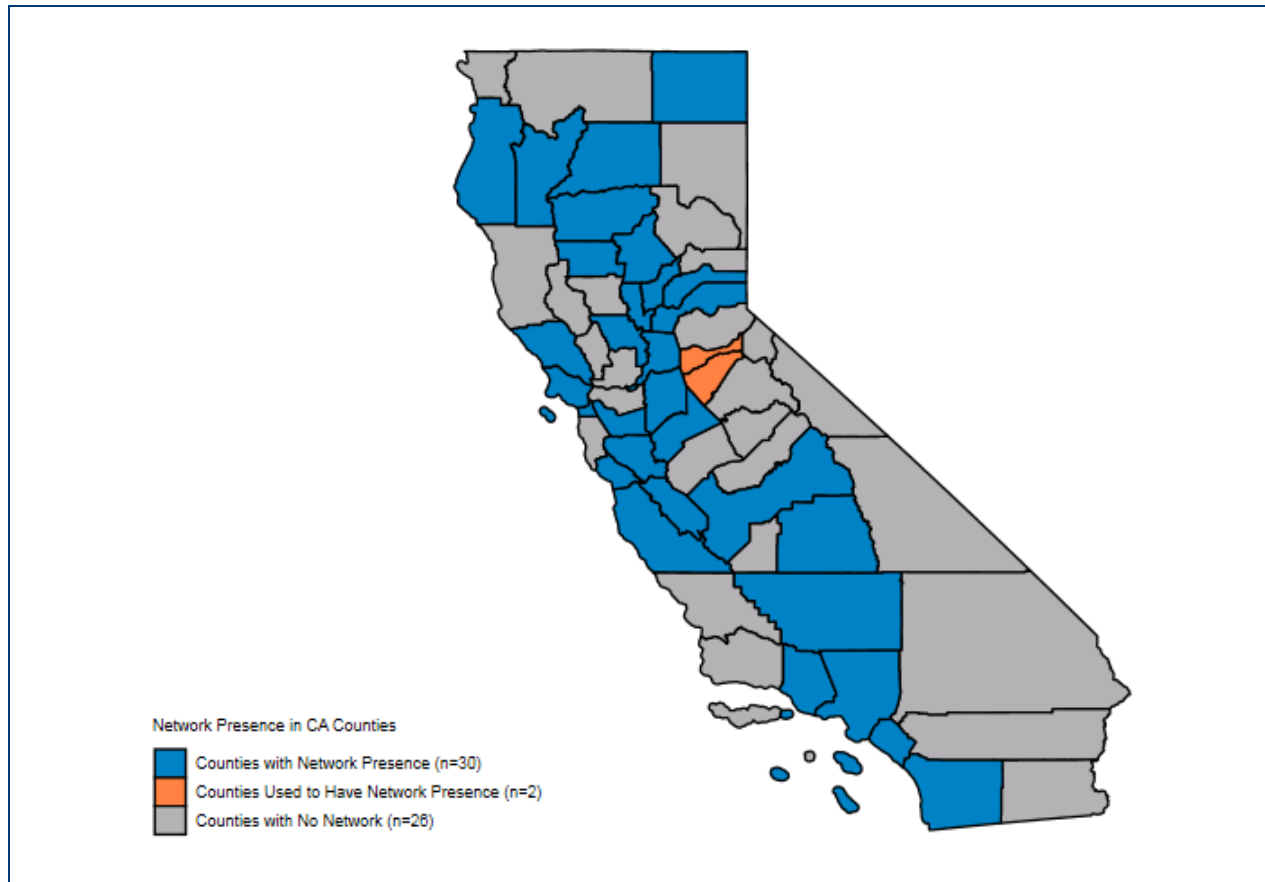 Network Presence in CA Counties
Counties with Network Presence (n=30)
Counties Used to Have Network Presence (n=2)
Counties with No Network (n=26)